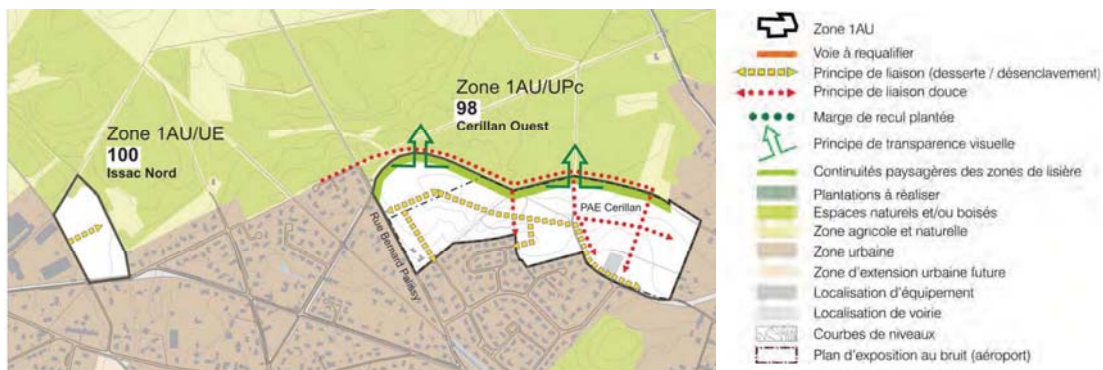 Zone 1AU/UPc
98
Cerillan Ouest
Zone 1AU/UE
100
Issac Nord
PAE Cerillan
Rue Bernard Palissy
Zone 1AU
Voie à requalifier
Principe de liaison (desserte / désenclavement)
Principe de liaison douce
Marge de recul plantée
Principe de transparence visuelle
Continuités paysagères des zones de lisière
Plantations à réaliser
Espaces naturels et/ou boisés
Zone agricole et naturelle
Zone urbaine
Zone d'extension urbaine future
Localisation d'équipement
Localisation de voirie
Courbes de niveaux
Plan d'exposition au bruit (aéroport)